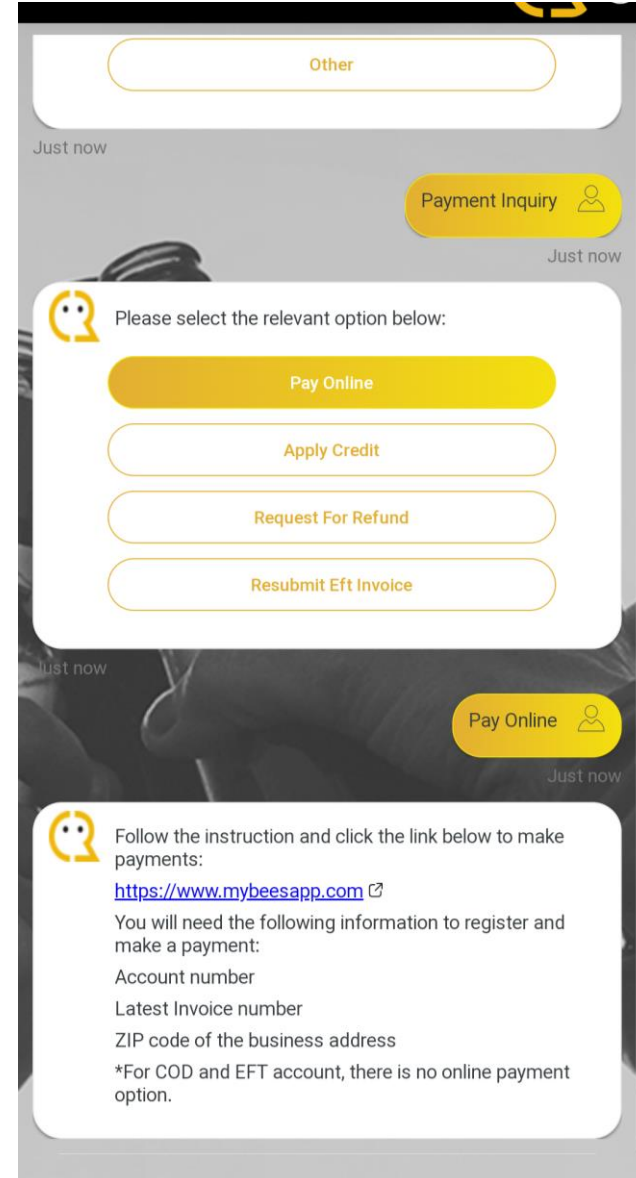 Other
Just now
Payment Inquiry
Just now
Please select the relevant option below:
Pay Online
Apply Credit
Request For Refund
Resubmit Eft Invoice
Just now
Pay Online
Just now
Follow the instruction and click the link below to make
payments:
https://www.mybeesapp.com
You will need the following information to register and
make a payment:
Account number
Latest Invoice number
ZIP code of the business address
*For COD and EFT account, there is no online payment
option.